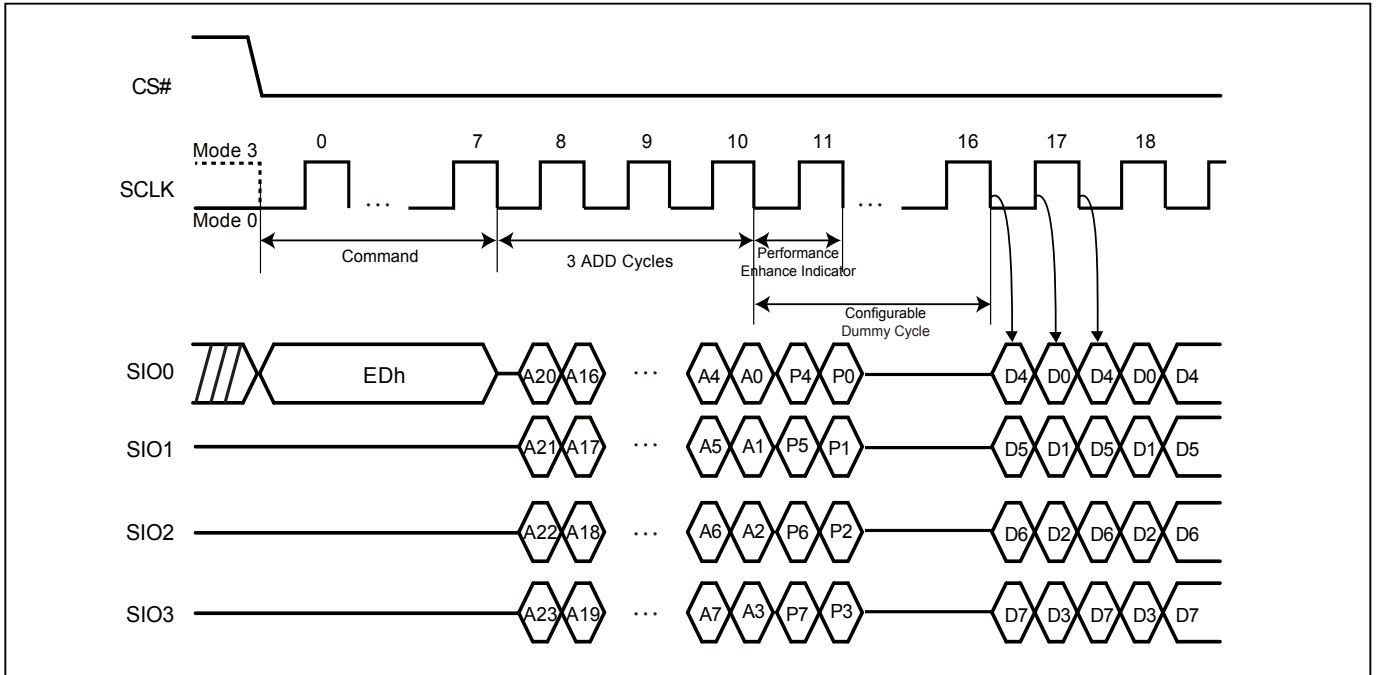 CS#
0 7 8 9 10 11 16 17 18
Mode 3
SCLK
...
...
Mode 0
Command
3 ADD Cycles
Performance
Enhance Indicator
Configurable
Dummy Cycle
SIO0 EDh A20 A16 ... A4 A0 P4 P0 D4 D0 D4 D0 D4
SIO1 A21 A17 ... A5 A1 P5 P1 D5 D1 D5 D1 D5
SIO2 A22 A18 ... A6 A2 P6 P2 D6 D2 D6 D2 D6
SIO3 A23 A19 ... A7 A3 P7 P3 D7 D3 D7 D3 D7